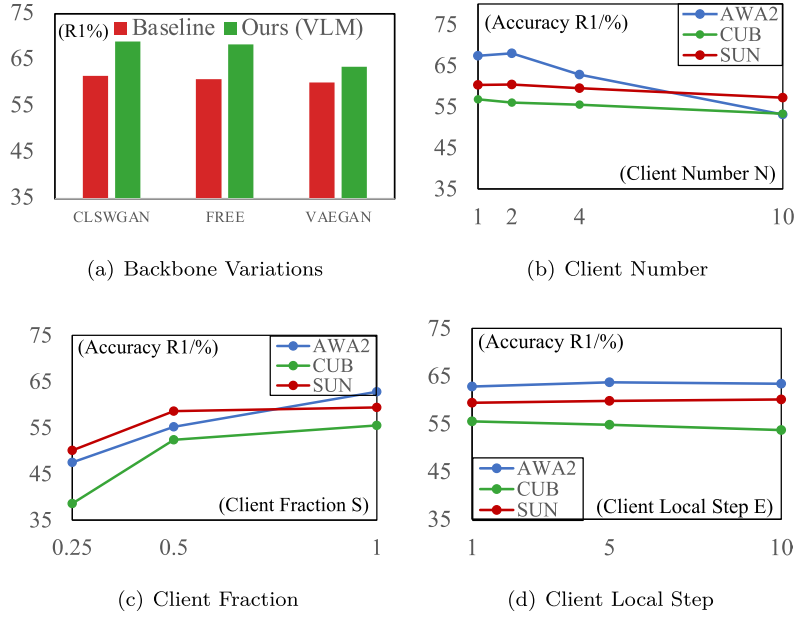 75
(R1%) Baseline Ours (VLM)
65
55
45
35
CLSWGAN FREE VAEGAN
(a) Backbone Variations
75
(Accuracy R1/%)
AWA2
CUB
SUN
65
55
45
35
(Client Number N)
1 2 4 10
(b) Client Number
75
(Accuracy R1/%)
AWA2
CUB
SUN
65
55
45
35
(Client Fraction S)
0.25 0.5 1
(c) Client Fraction
75
(Accuracy R1/%)
65
55
45
35
AWA2
CUB
SUN
(Client Local Step E)
1 5 10
(d) Client Local Step